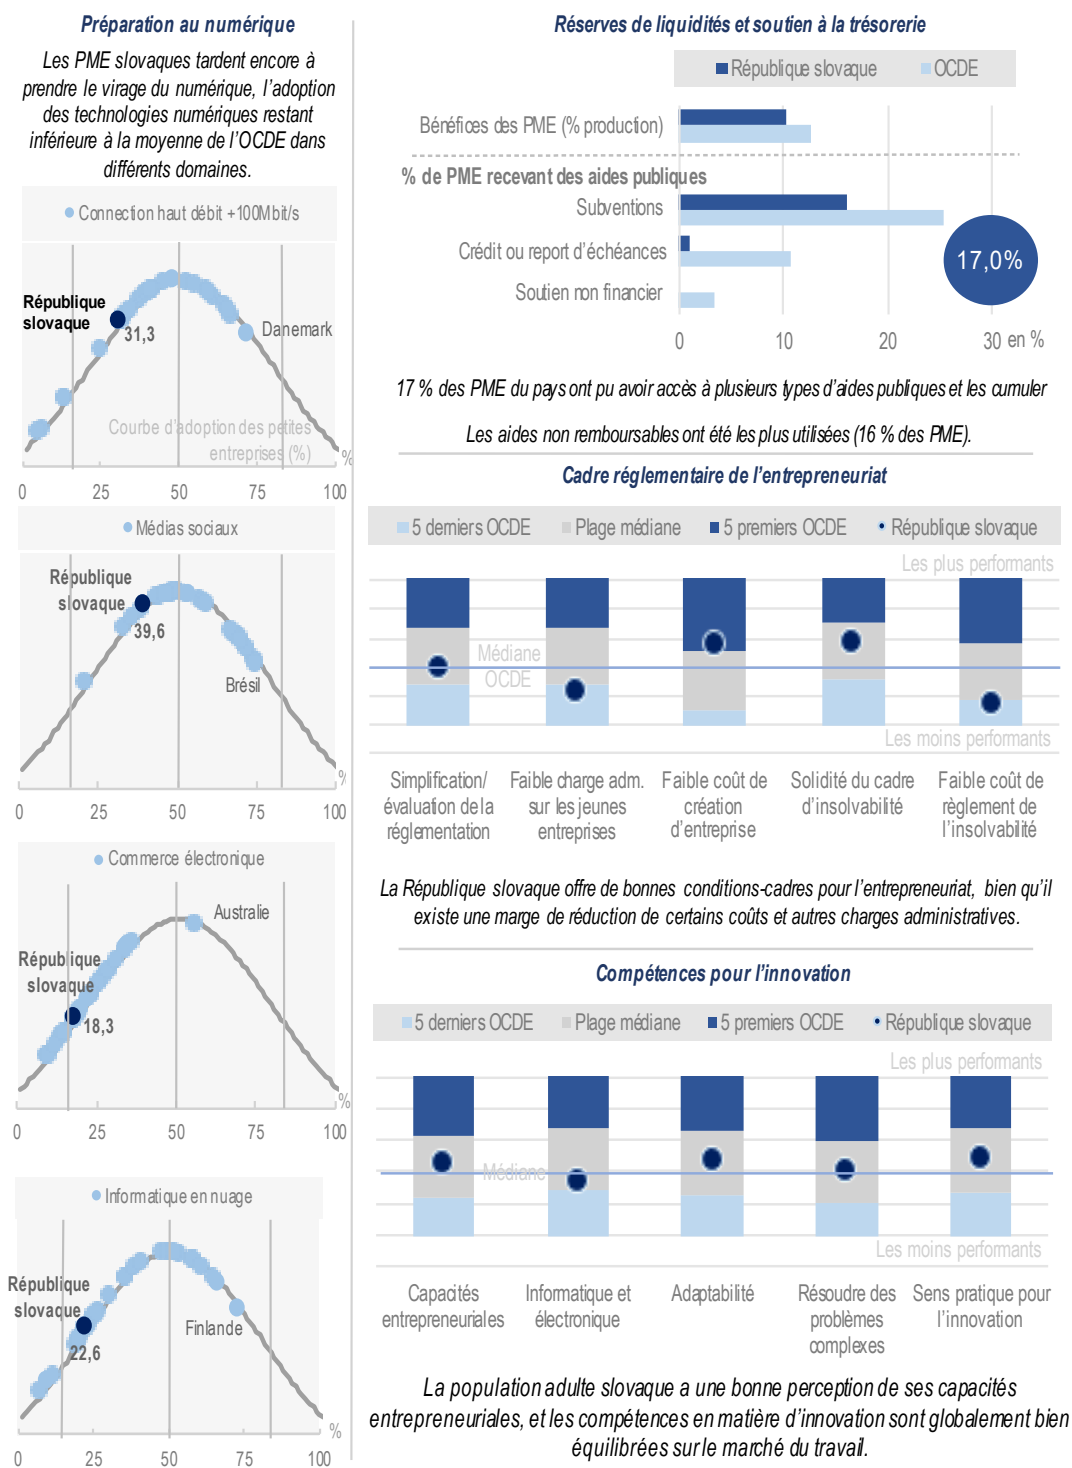 Préparation au numérique
Les PME slovaques tardent encore à
prendre le virage du numérique, l’adoption
des technologies numériques restant
inférieure à la moyenne de l’OCDE dans
différents domaines.
Connection haut débit +100Mbit/s
République
slovaque
31,3
Danemark
Courbe d’adoption des petites
entreprises (%)
%
0 25 50 75 100
Médias sociaux
République
slovaque
39,6
Brésil
%
0 25 50 75 100
Commerce électronique
Australie
République
slovaque
18,3
%
0 25 50 75 100
Informatique en nuage
République
slovaque
22,6
Finlande
%
0 25 50 75 100
Réserves de liquidités et soutien à la trésorerie
République slovaque OCDE
Bénéfices des PME (% production)
% de PME recevant des aides publiques
Subventions
Crédit ou report d’échéances
Soutien non financier
17,0%
0 10 20 30 en %
17 % des PME du pays ont pu avoir accès à plusieurs types d’aides publiques et les cumuler
Les aides non remboursables ont été les plus utilisées (16 % des PME).
Cadre réglementaire de l’entrepreneuriat
5 derniers OCDE Plage médiane 5 premiers OCDE République slovaque
Les plus performants
Médiane
OCDE
Les moins performants
Simplification/ Faible charge adm. Faible coût de Solidité du cadre Faible coût de
évaluation de la sur les jeunes création d’insolvabilité règlement de
réglementation entreprises d’entreprise l’insolvabilité
La République slovaque offre de bonnes conditions-cadres pour l’entrepreneuriat, bien qu’il
existe une marge de réduction de certains coûts et autres charges administratives.
Compétences pour l’innovation
5 derniers OCDE Plage médiane 5 premiers OCDE République slovaque
Les plus performants
Médiane
Les moins performants
Capacités Informatique et Adaptabilité Résoudre des Sens pratique pour
entrepreneuriales électronique problèmes l’innovation
complexes
La population adulte slovaque a une bonne perception de ses capacités
entrepreneuriales, et les compétences en matière d’innovation sont globalement bien
équilibrées sur le marché du travail.